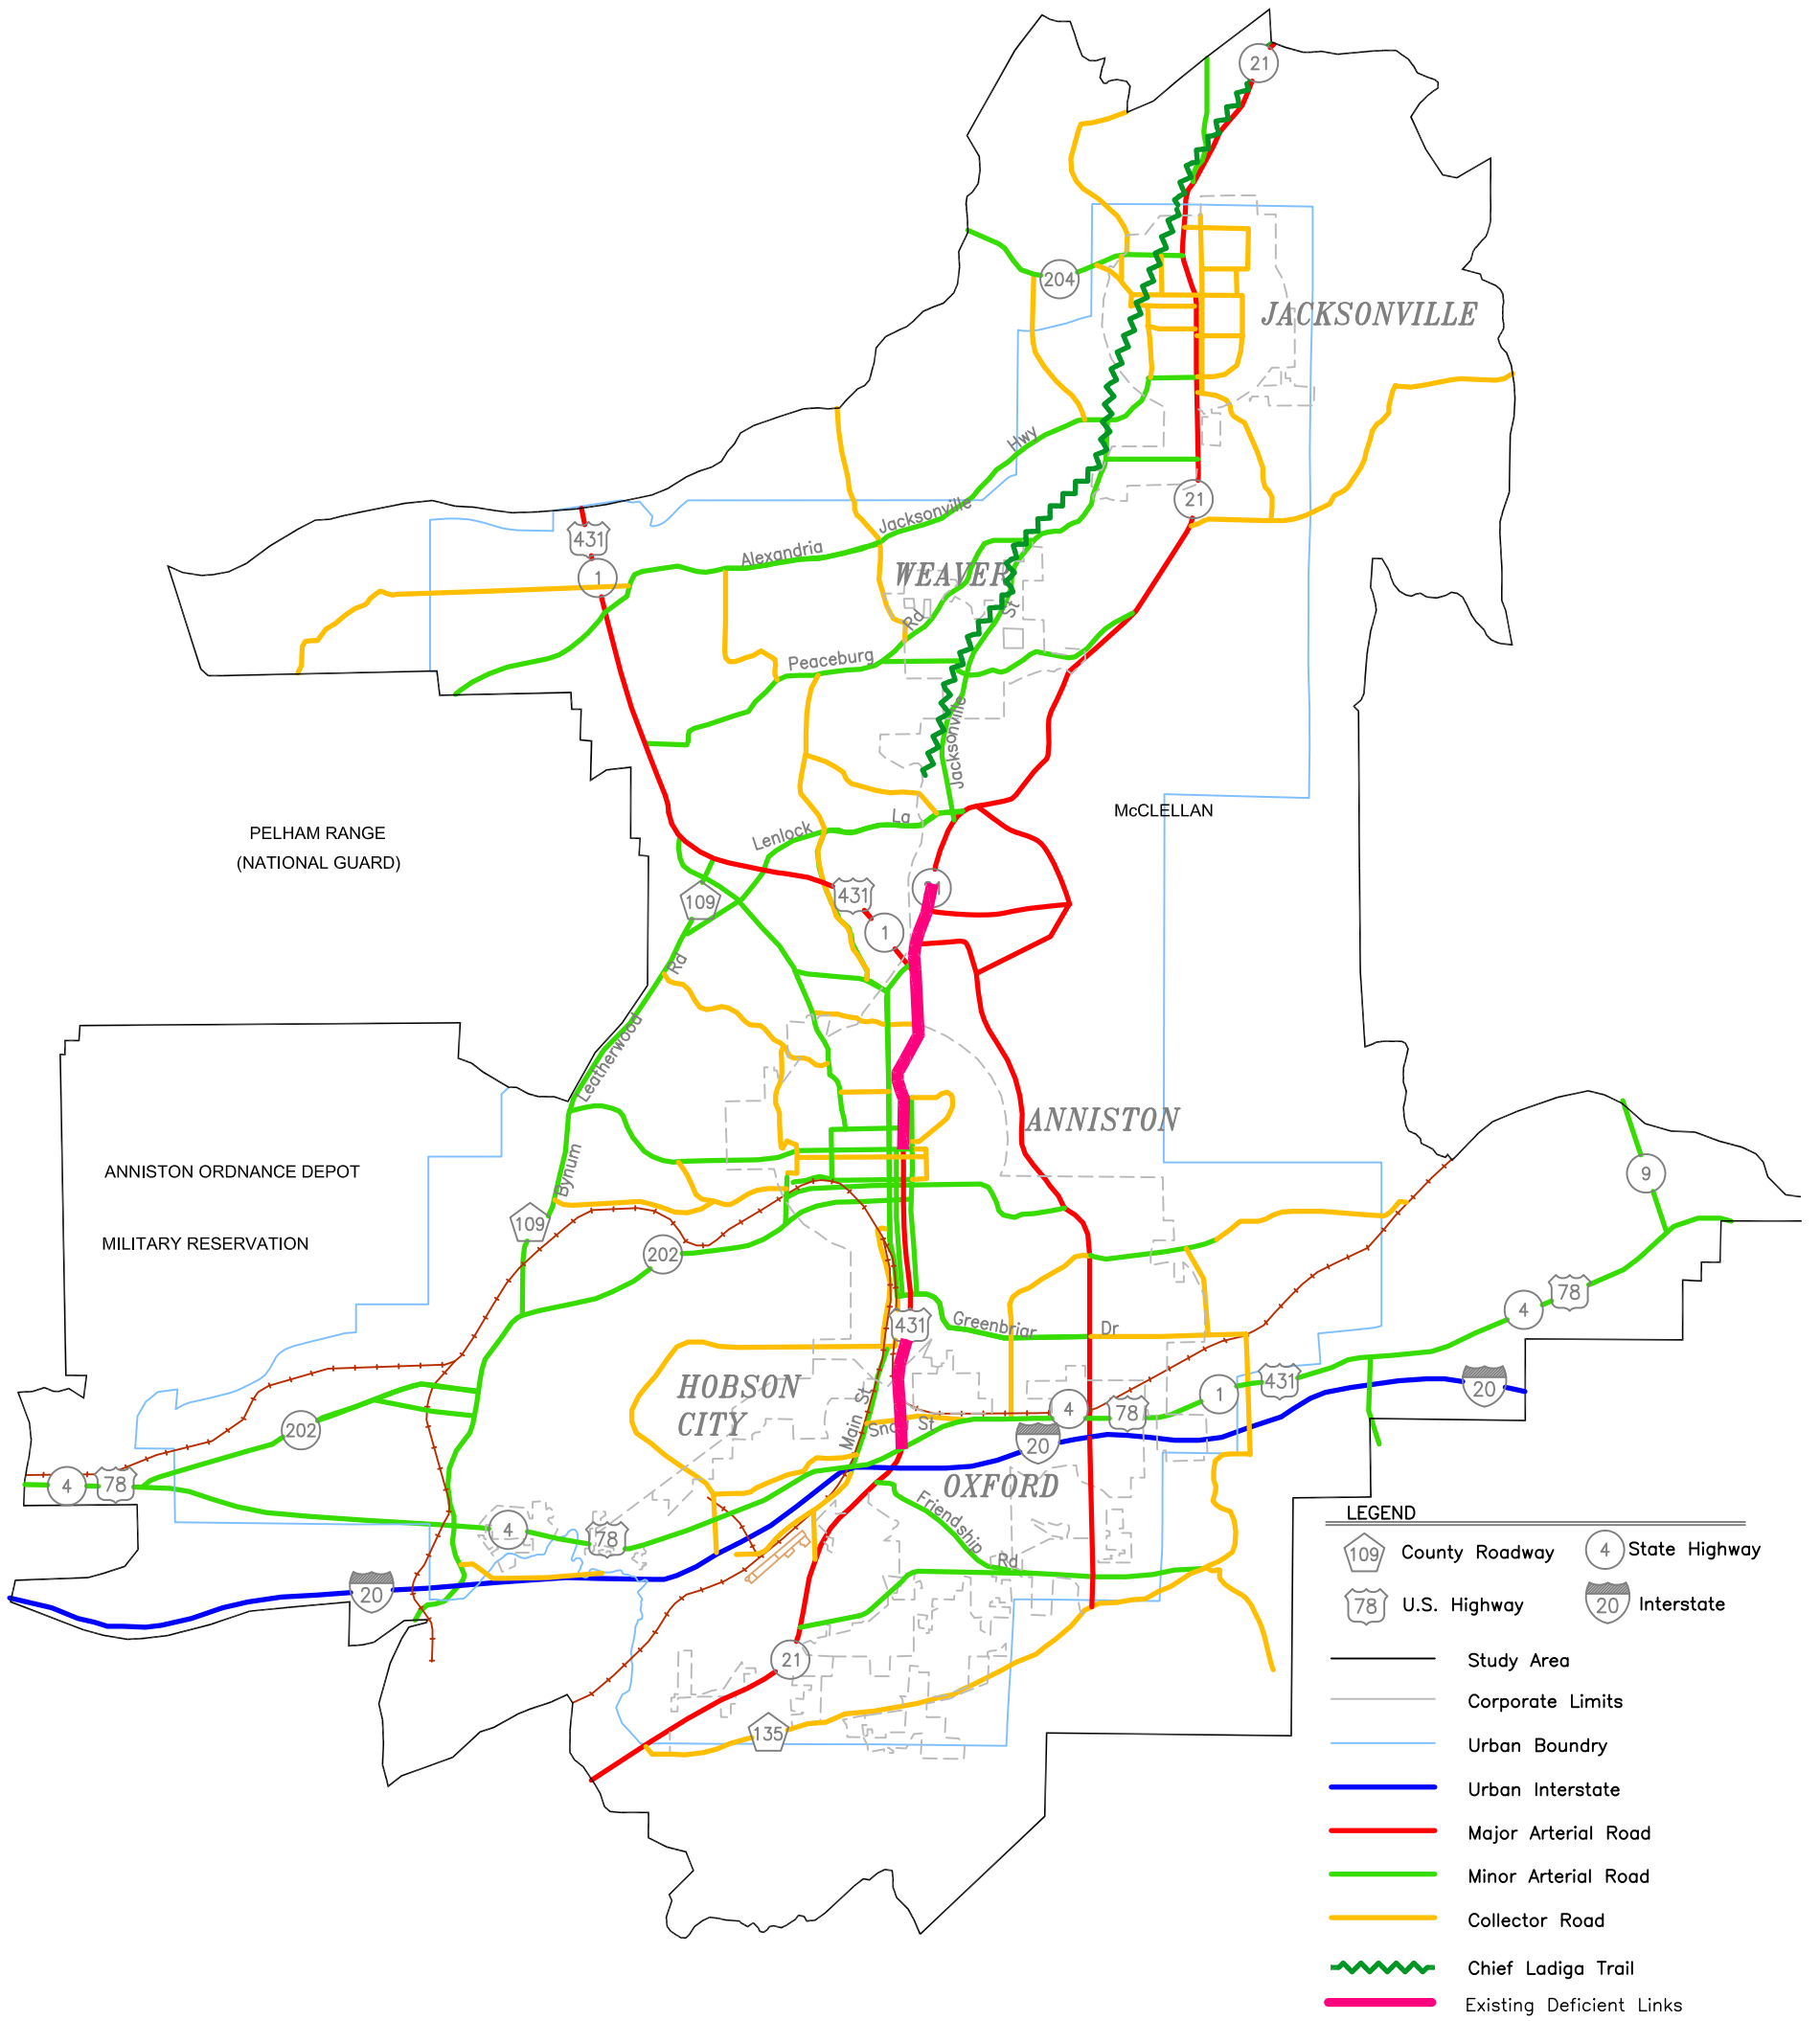 21
204
JACKSONVILLE
Hwy
21
Jacksonville
431
Alexandria
1
WEAVER
St
Rd
Peaceburg
Jacksonville
McCLELLAN
La
PELHAM RANGE
Lenlock
(NATIONAL GUARD)
431
109
1
Rd
Leatherwood
ANNISTON
ANNISTON ORDNANCE DEPOT
9
Bynum
109
MILITARY RESERVATION
202
78
4
431
Greenbriar
Dr
HOBSON
CITY
1
431
20
4
78
Main St
St
202
20
4
78
OXFORD
Friendship
4
78
Rd
20
21
135
LEGEND
109 County Roadway
4 State Highway
78 U.S. Highway
20 Interstate
Study Area
Corporate Limits
Urban Boundry
Urban Interstate
Major Arterial Road
Minor Arterial Road
Collector Road
Chief Ladiga Trail
Existing Deficient Links